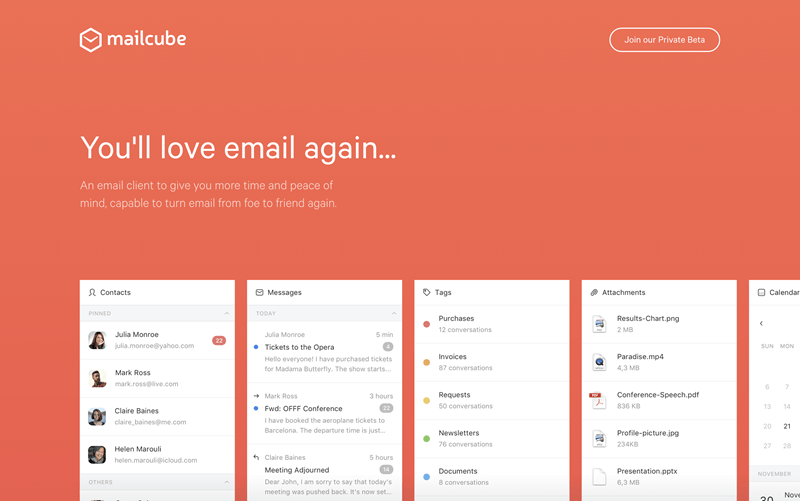 mailcube
Join our Private Beta
You'll love email again...
An email client to give you more time and peace of
mind, capable to turn email from foe to friend again.
Contacts
PINNED
Julia Monroe
julia.monroe@yahoo.com
22
Mark Ross
mark.ross@live.com
Claire Baines
claire_baines@me.com
Helen Marouli
helen.marouli@icloud.com
OTHERS
Messages
TODAY
Julia Monroe 5 min
Tickets to the Opera 4
Hello everyone! I have purchased tickets
for Madama Butterfly. The show starts...
Mark Ross 3 hours
Fwd: OFFF Conference 22
I have booked the aeroplane tickets to
Barcelona. The departure time is just...
Claire Baines 6 hours
Meeting Adjourned 14
Dear John, I am sorry to say that today's
meeting was pushed back. It's now set...
Tags
Purchases
12 conversations
Invoices
87 conversations
Requests
50 conversations
Newsletters
76 conversations
Documents
8 conversations
Attachments
Results-Chart.png
2 MB
Paradise.mp4
4,3 MB
Conference-Speech.pdf
836 KB
Profile-picture.jpg
234KB
Presentation.pptx
6,3 MB
Calendar
SUN MON
6 7
13 14
20 21
27 28
NOVEMBER
30 Nove